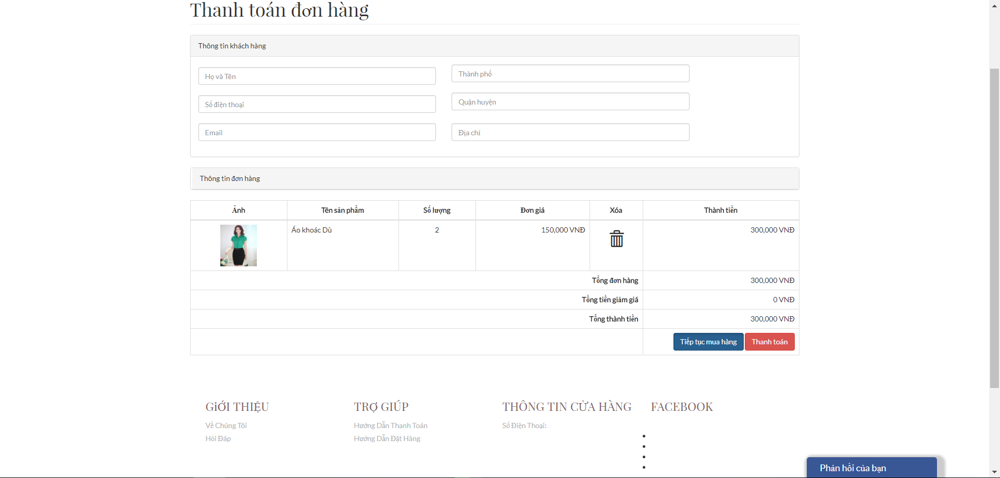 Thanh toán đơn hàng
Thông tin khách hàng
Họ và Tên
Thành phố
Số điện thoại
Quận huyện
Email
Địa chỉ
Thông tin đơn hàng
Ảnh Tên sản phẩm Số lượng Đơn giá Xóa Thành tiền
Áo khoác Dù 2 150,000 VNĐ 300,000 VNĐ
Tổng đơn hàng 300,000 VNĐ
Tồng tiền giảm giá 0 VNĐ
Tổng thành tiền 300,000 VNĐ
Tiếp tục mua hàng Thanh toán
GiỚI THIỆU
Về Chúng Tôi
Hỏi Đáp
TRỢ GIÚP
Hướng Dẫn Thanh Toán
Hướng Dẫn Đặt Hàng
THÔNG TIN CỬA HÀNG
Số Điện Thoại:
FACEBOOK
Phản hồi của bạn